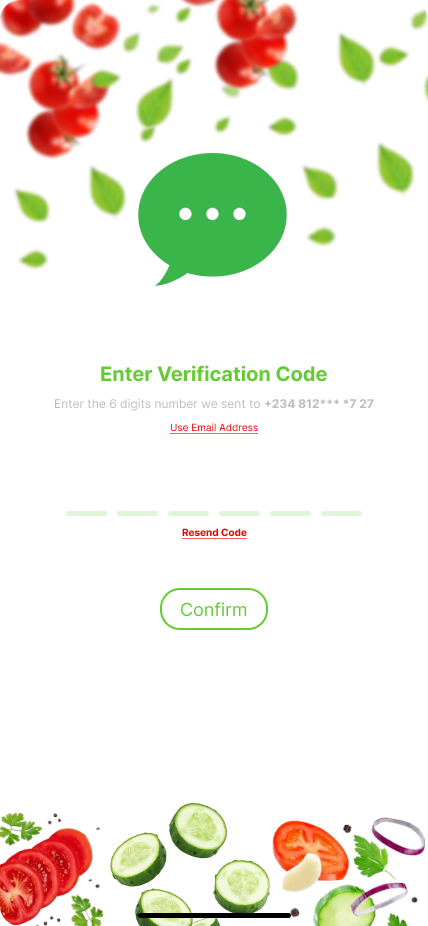 Enter Verification Code
Enter the 6 digits number we sent to +234 812*** *7 27
Use Email Address
Resend Code
Confirm